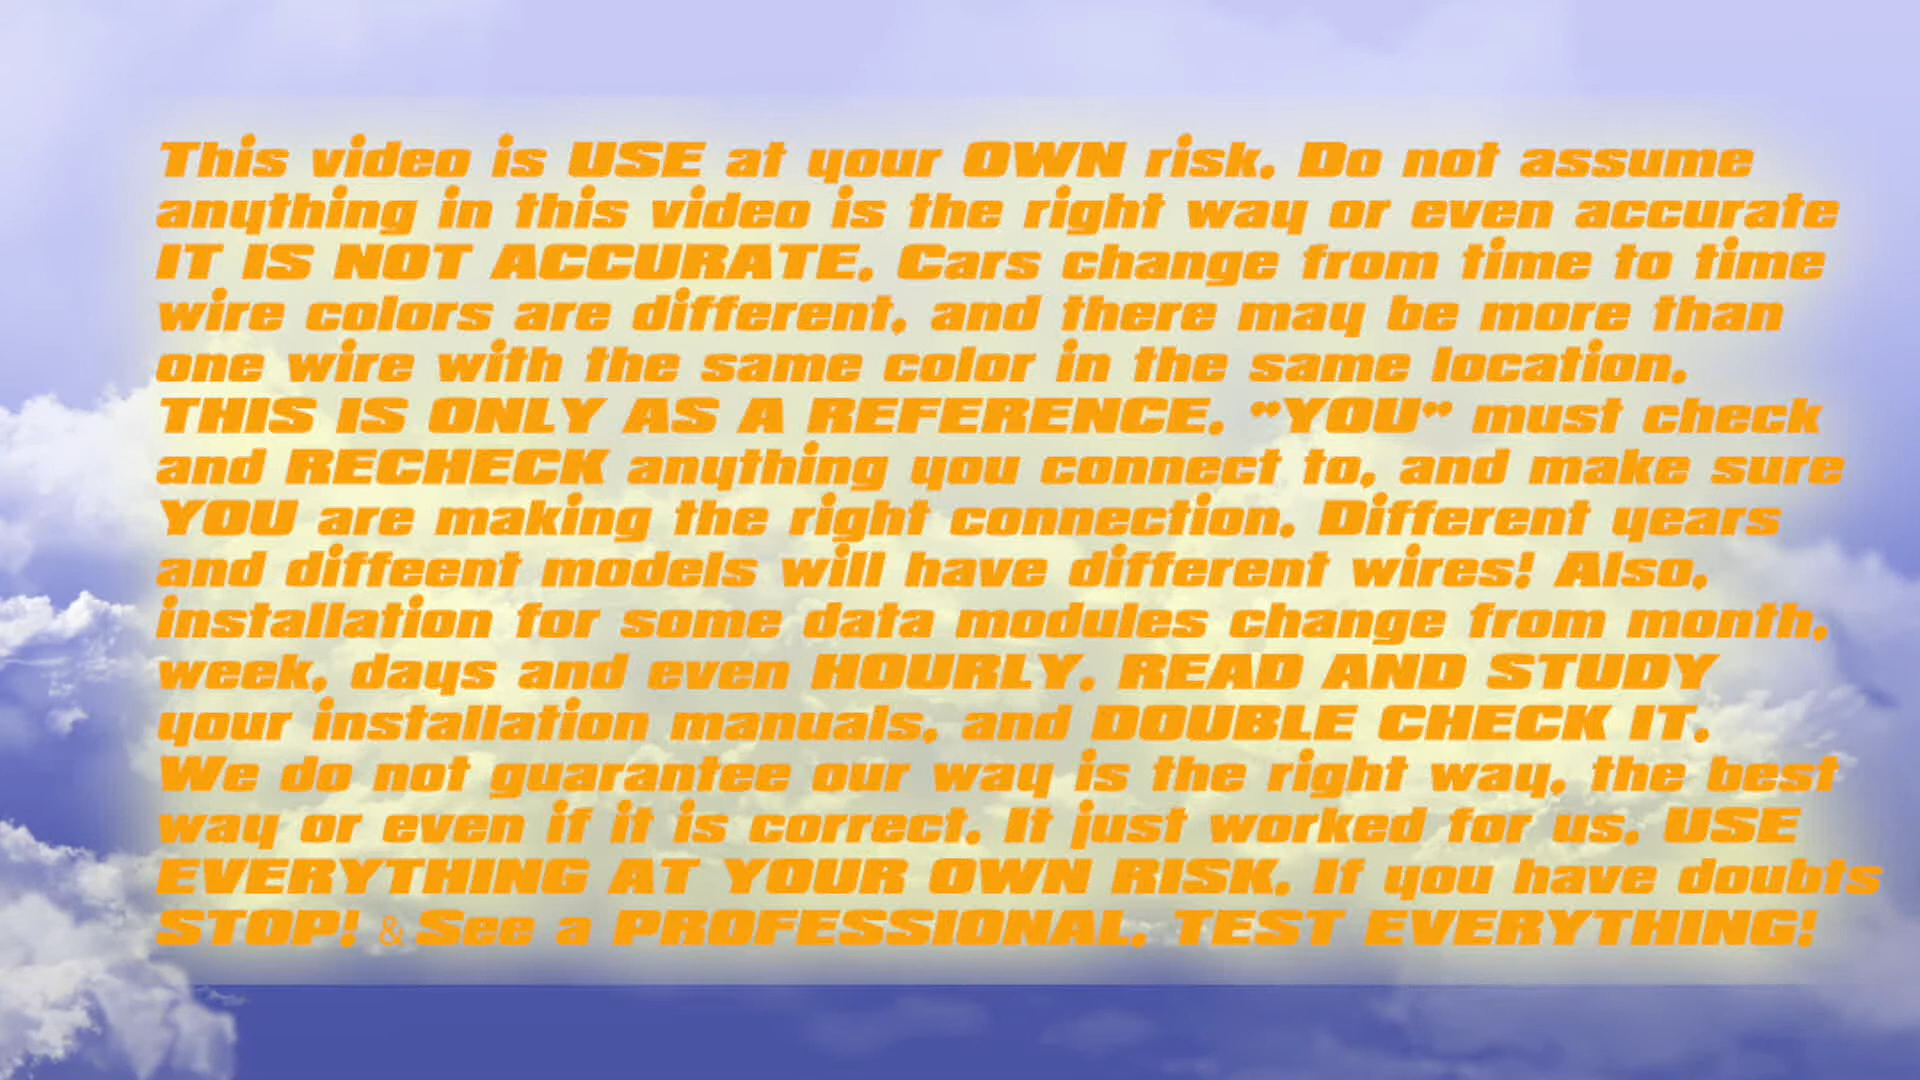 This video is USE at your OWN risk. Do not assume
anything in this video is the right way or even accurate
IT IS NOT ACCURATE. Cars change from time to time
wire colors are different, and there may be more than
one wire with the same color in the same location.
THIS IS ONLY AS A REFERENCE. "YOU" must check
and RECHECK anything you connect to, and make sure
YOU are making the right connection. Different years
and diffeent models will have different wires! Also,
installation for some data modules change from month,
week, days and even HOURLY. READ AND STUDY
your installation manuals, and DOUBLE CHECK IT.
We do not guarantee our way is the right way, the best
way or even if it is correct. It just worked for us. USE
EVERYTHING AT YOUR OWN RISK. If you have doubts
STOP! & See a PROFESSIONAL. TEST EVERYTHING!